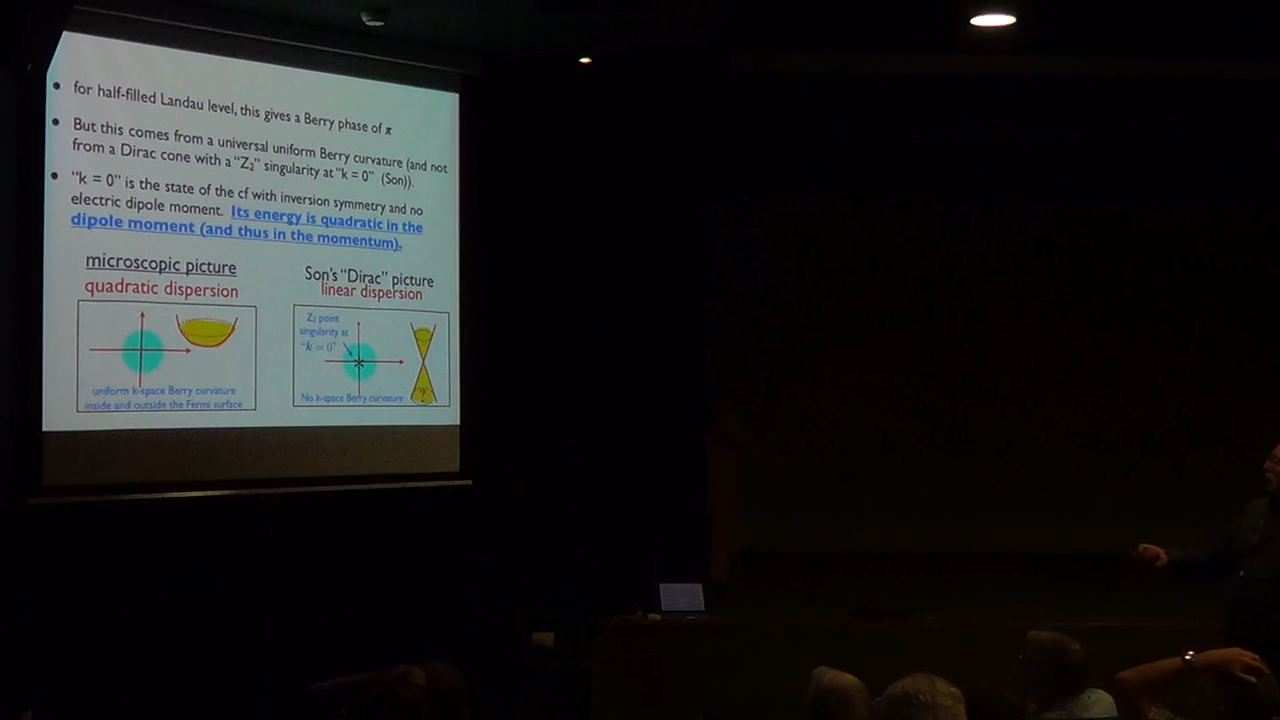 • for half-filled Landau level, this gives a Berry phase of π
• But this comes from a universal uniform Berry curvature (and not
from a Dirac cone with a "Z₂" singularity at "k = 0" (Son)).
• "k = 0" is the state of the cf with inversion symmetry and no
electric dipole moment. Its energy is quadratic in the
dipole moment (and thus in the momentum).
microscopic picture
quadratic dispersion
uniform k-space Berry curvature
inside and outside the Fermi surface
Son's "Dirac" picture
linear dispersion
Z₂ point
singularity at
"k = 0"
?
No k-space Berry curvature